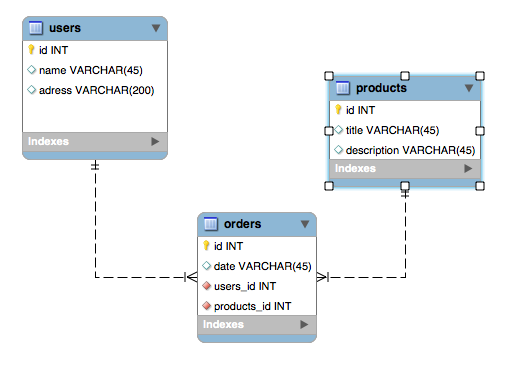 users
id INT
name VARCHAR(45)
adress VARCHAR(200)
Indexes
products
id INT
title VARCHAR(45)
description VARCHAR(45)
Indexes
orders
id INT
date VARCHAR(45)
users_id INT
products_id INT
Indexes